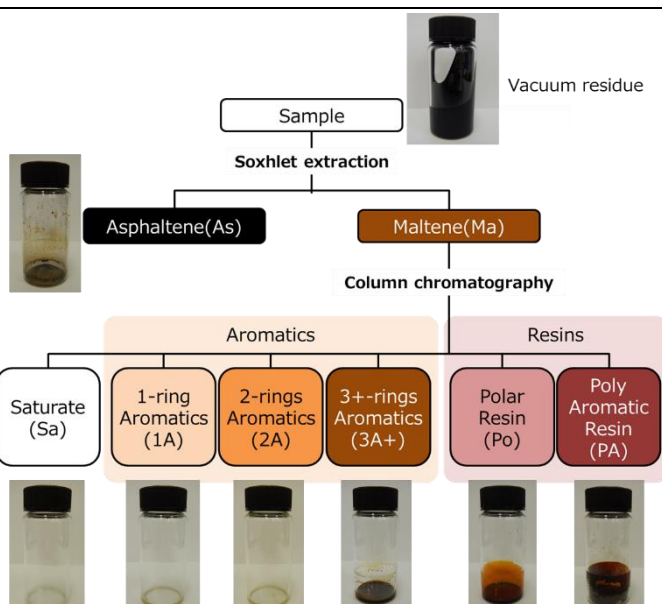 Vacuum residue
Sample
Soxhlet extraction
Asphaltene(As)
Maltene(Ma)
Column chromatography
Aromatics
Resins
Saturate
(Sa)
1-ring
Aromatics
(1A)
2-rings
Aromatics
(2A)
3+-rings
Aromatics
(3A+)
Polar
Resin
(Po)
Poly
Aromatic
Resin
(PA)